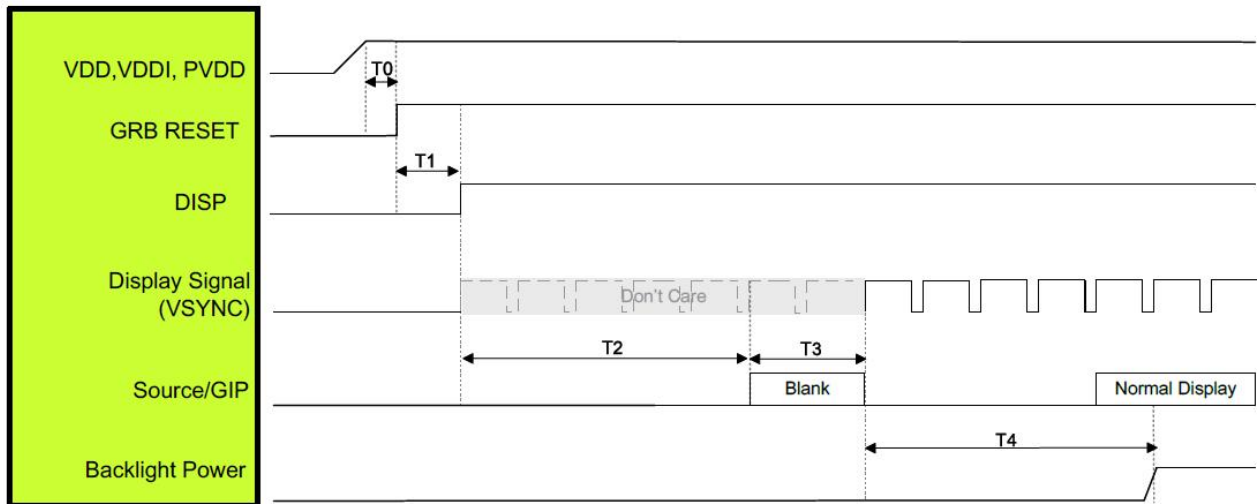 VDD,VDDI, PVDD
T0
GRB RESET
T1
DISP
Display Signal
(VSYNC)
Don't Care
T2
T3
Source/GIP
Blank
Normal Display
T4
Backlight Power